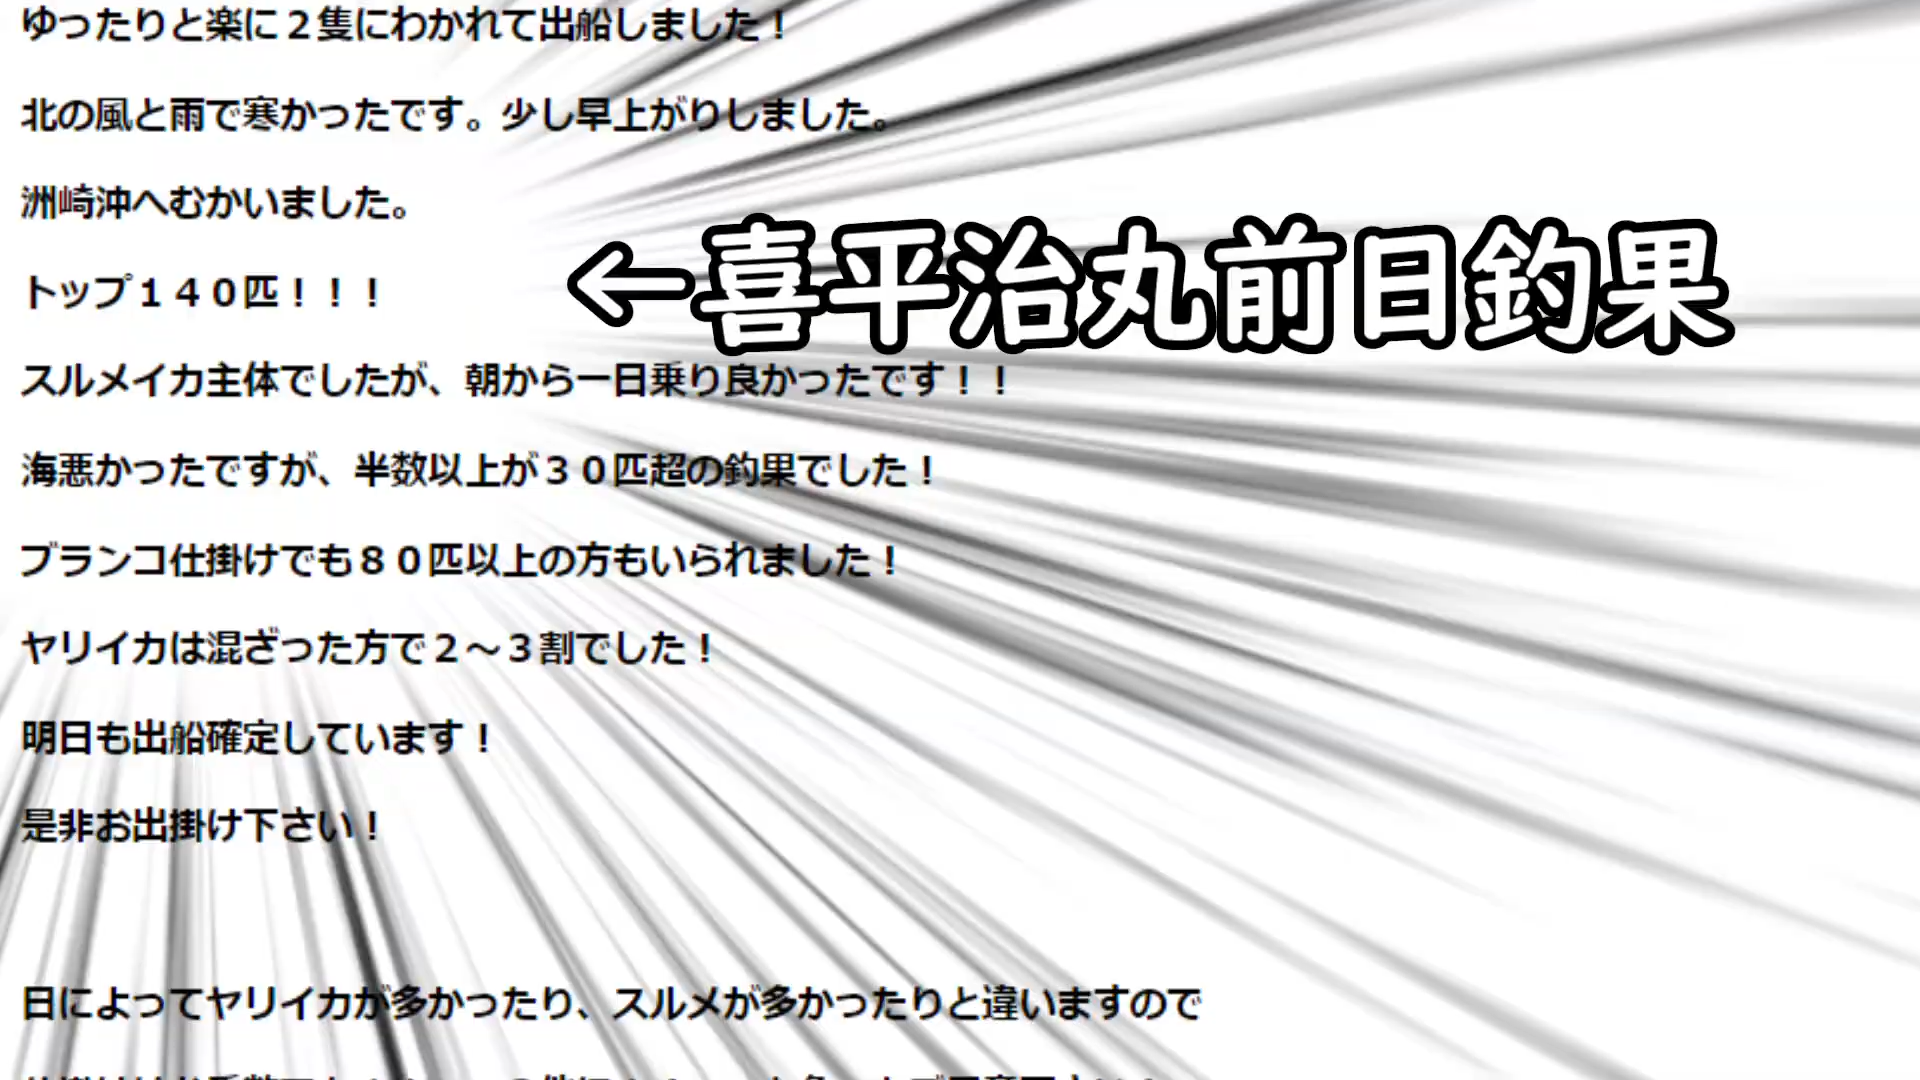 ゆったりと楽に２隻にわかれて出船しました！
北の風と雨で寒かったです。少し早上がりしました。
洲崎沖へむかいました。
トップ１４０匹！！！
←喜平治丸前日釣果
スルメイカ主体でしたが、朝から一日乗り良かったです！！
海悪かったですが、半数以上が３０匹超の釣果でした！
ブランコ仕掛けでも８０匹以上の方もいられました！
ヤリイカは混ざった方で２～３割でした！
明日も出船確定しています！
是非お出掛け下さい！
日によってヤリイカが多かったり、スルメが多かったりと違いますので